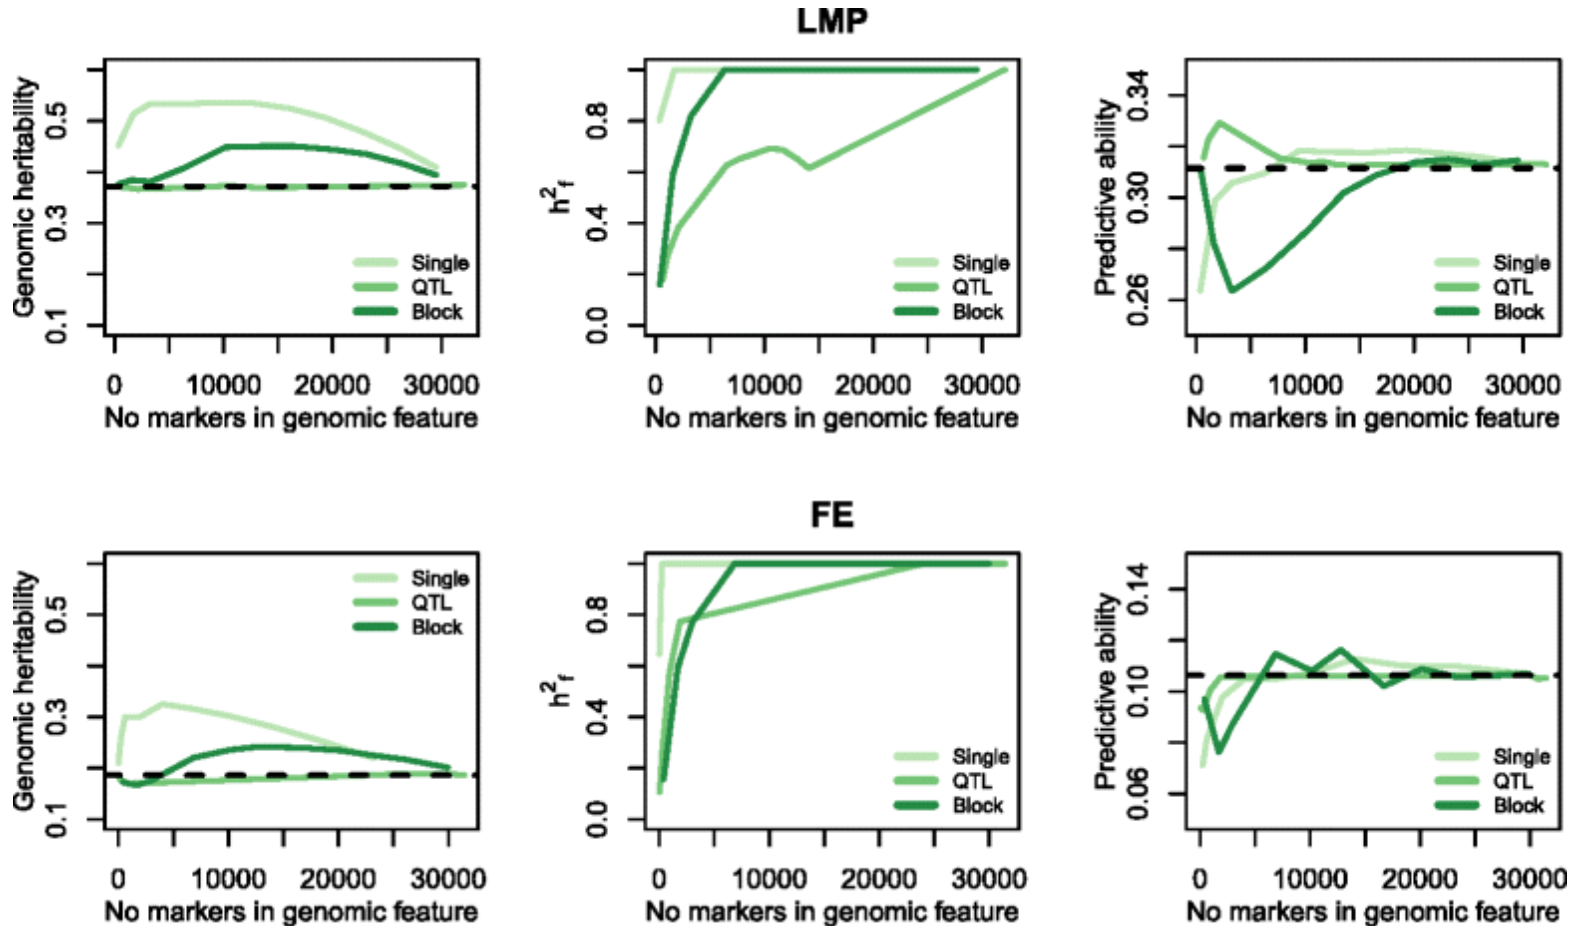 LMP
Genomic heritability
0.1 0.3 0.5
Single
QTL
Block
0 10000 20000 30000
No markers in genomic feature
h²f
0.0 0.4 0.8
Single
QTL
Block
0 10000 20000 30000
No markers in genomic feature
Predictive ability
0.26 0.30 0.34
Single
QTL
Block
0 10000 20000 30000
No markers in genomic feature
FE
Genomic heritability
0.1 0.3 0.5
Single
QTL
Block
0 10000 20000 30000
No markers in genomic feature
h²f
0.0 0.4 0.8
Single
QTL
Block
0 10000 20000 30000
No markers in genomic feature
Predictive ability
0.06 0.10 0.14
Single
QTL
Block
0 10000 20000 30000
No markers in genomic feature